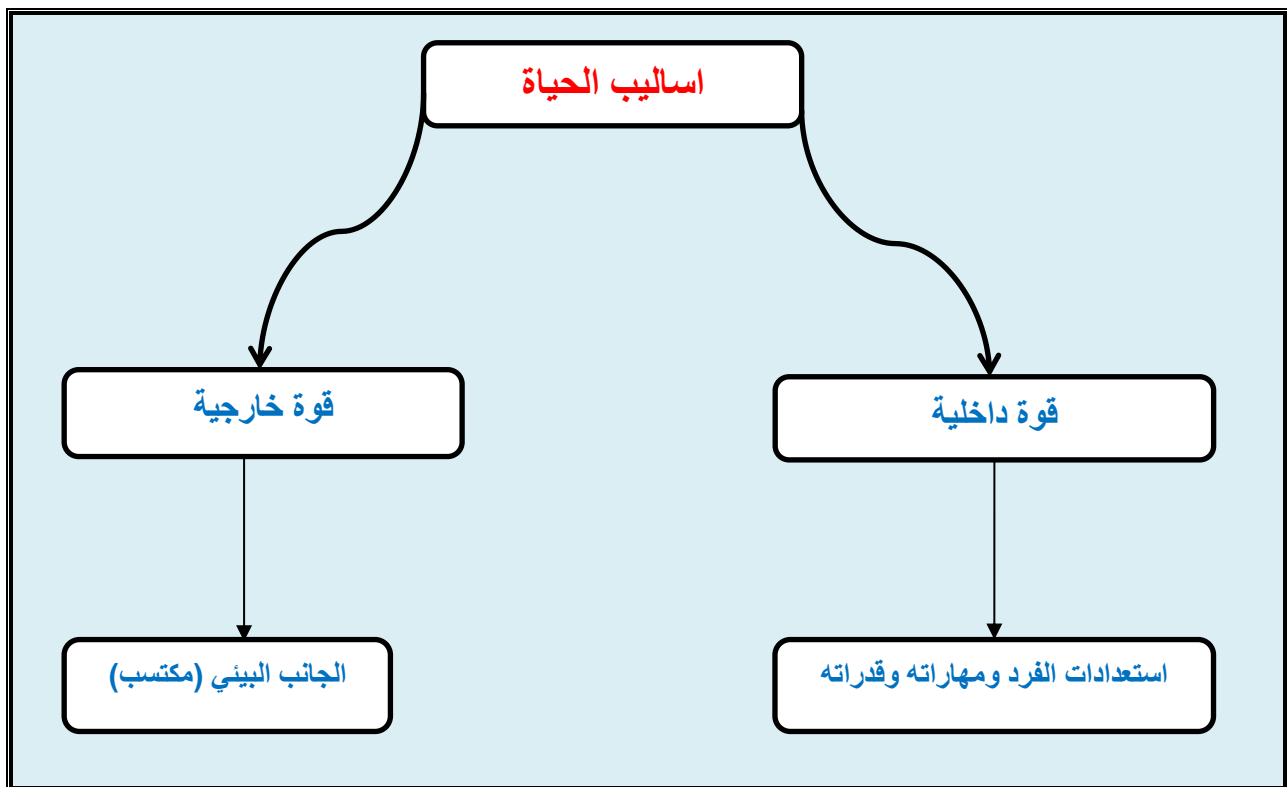 اساليب الحياة
قوة داخلية
قوة خارجية
استعدادات الفرد ومهاراته وقدراته
الجانب البيئي (مكتسب)